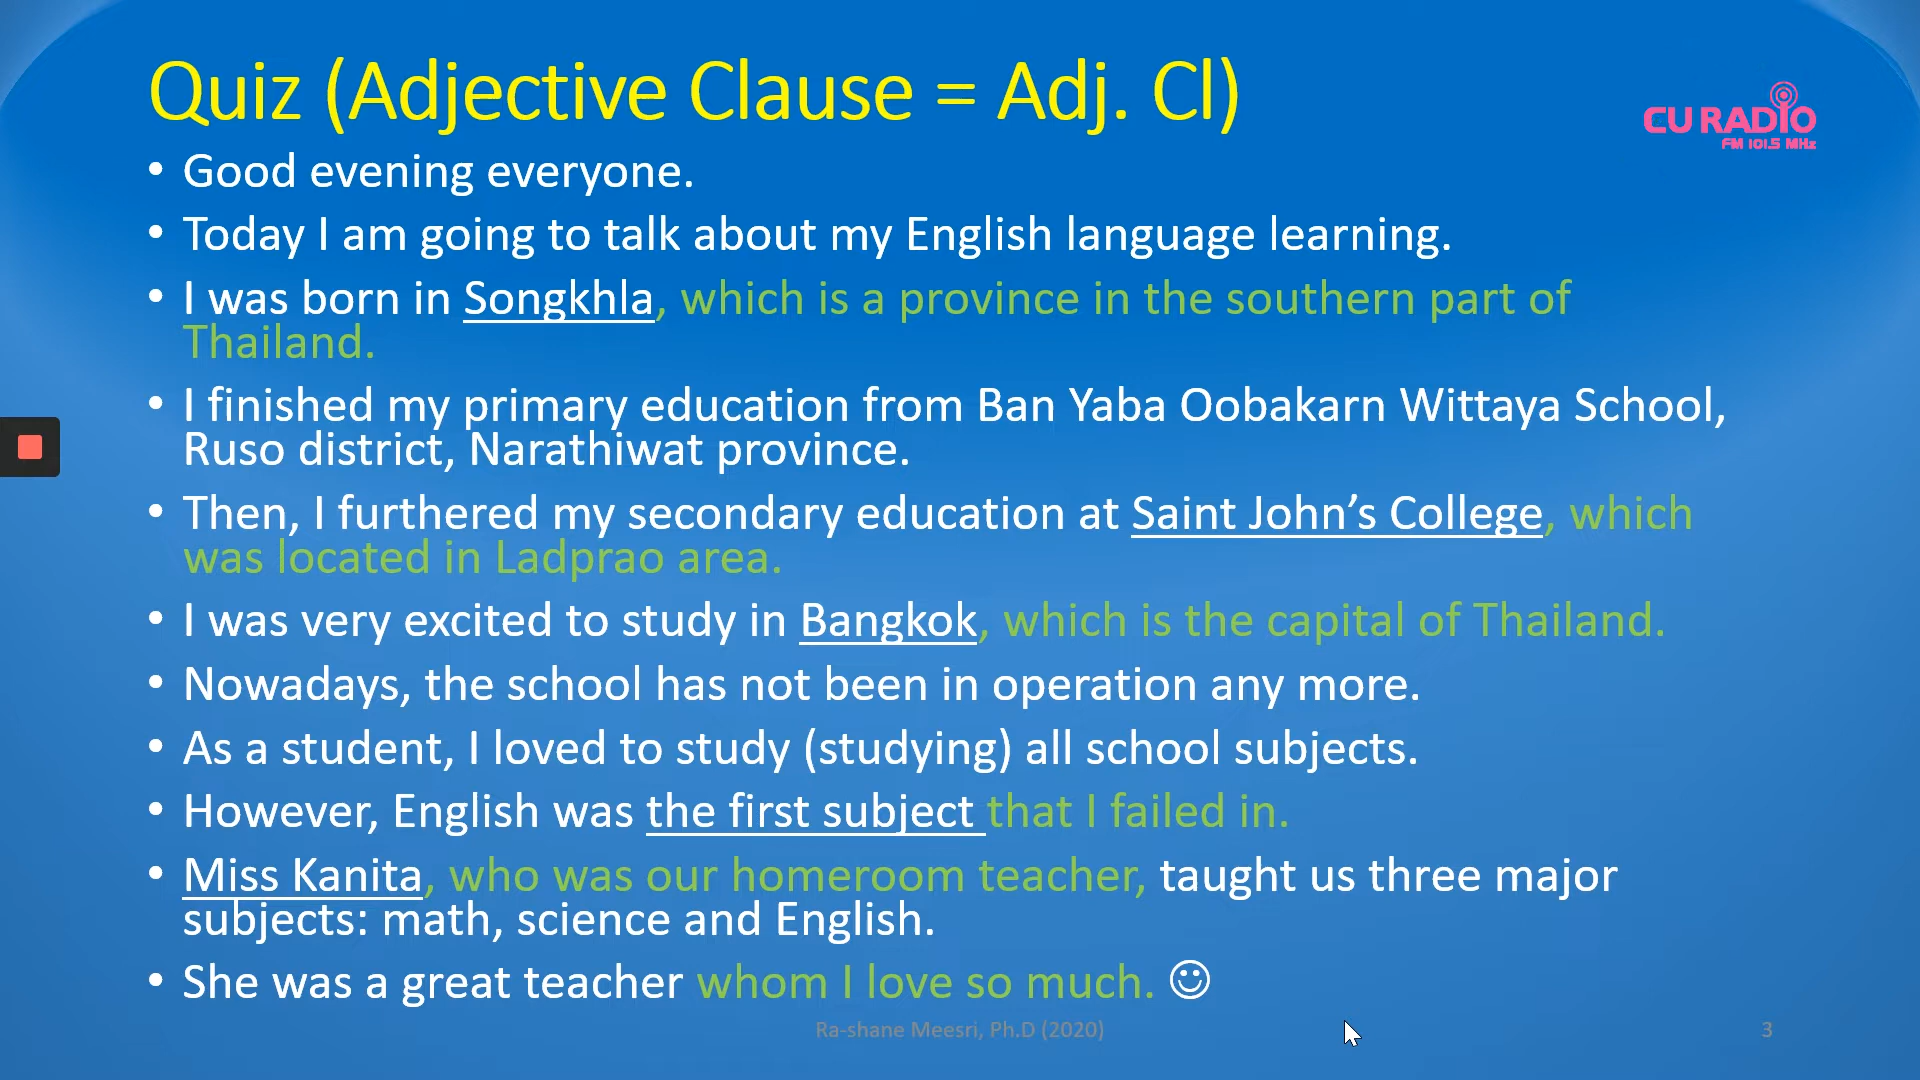 Quiz (Adjective Clause = Adj. Cl)
CU RADIO
FM 101.5 MHz
• Good evening everyone.
• Today I am going to talk about my English language learning.
• I was born in Songkhla, which is a province in the southern part of
Thailand.
• I finished my primary education from Ban Yaba Oobakarn Wittaya School,
Ruso district, Narathiwat province.
• Then, I furthered my secondary education at Saint John’s College, which
was located in Ladprao area.
• I was very excited to study in Bangkok, which is the capital of Thailand.
• Nowadays, the school has not been in operation any more.
• As a student, I loved to study (studying) all school subjects.
• However, English was the first subject that I failed in.
• Miss Kanita, who was our homeroom teacher, taught us three major
subjects: math, science and English.
• She was a great teacher whom I love so much. ☺
Ra-shane Meesri, Ph.D (2020)
3